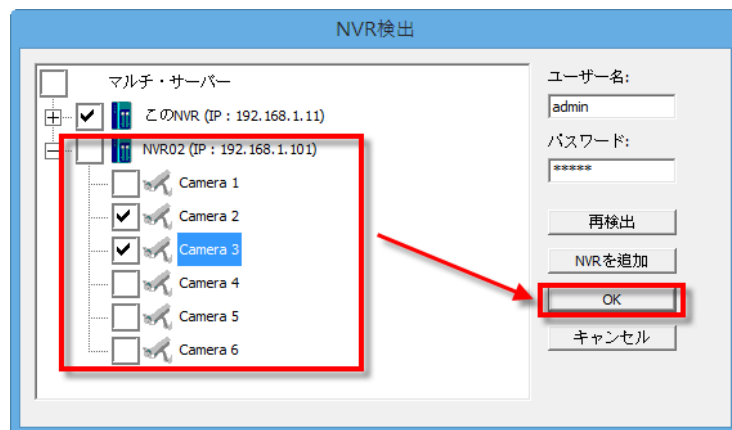 NVR検出
マルチ・サーバー
このNVR (IP : 192.168.1.11)
NVR02 (IP : 192.168.1.101)
Camera 1
Camera 2
Camera 3
Camera 4
Camera 5
Camera 6
ユーザー名:
admin
パスワード:
*****
再検出
NVRを追加
OK
キャンセル